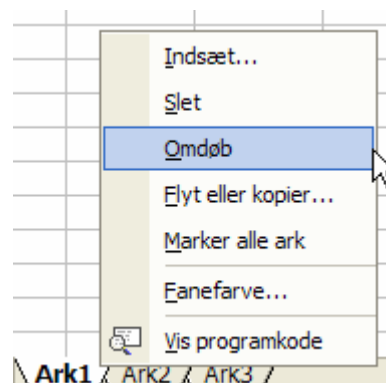 Indsæt...
Slet
Omdøb
Flyt eller kopier...
Marker alle ark
Fanefarve...
Vis programkode
Ark1 Ark2 Ark3